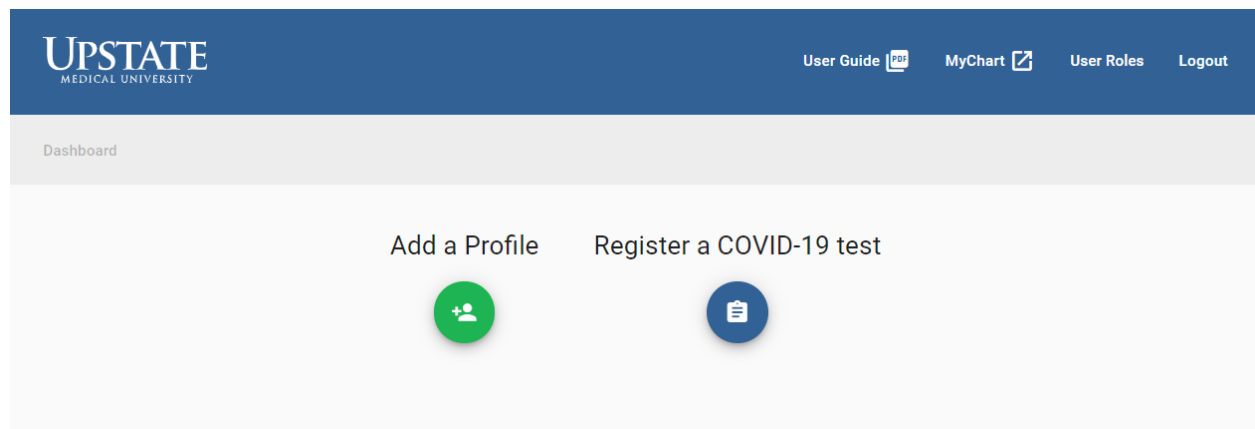 UPSTATE
MEDICAL UNIVERSITY
User Guide PDF MyChart User Roles Logout
Dashboard
Add a Profile Register a COVID-19 test